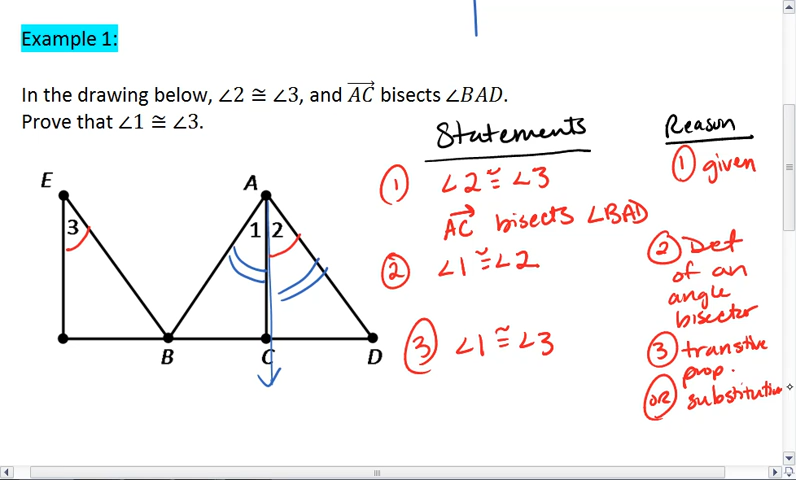 Example 1:
In the drawing below, ∠2 ≅ ∠3, and AC→ bisects ∠BAD.
Prove that ∠1 ≅ ∠3.
E
A
3
1
2
B
C
D
Statements
① ∠2 ≅ ∠3
AC→ bisects ∠BAD
② ∠1 ≅ ∠2
③ ∠1 ≅ ∠3
Reason
① given
② Def
of an
angle
bisector
③ transtive
prop.
OR substitution